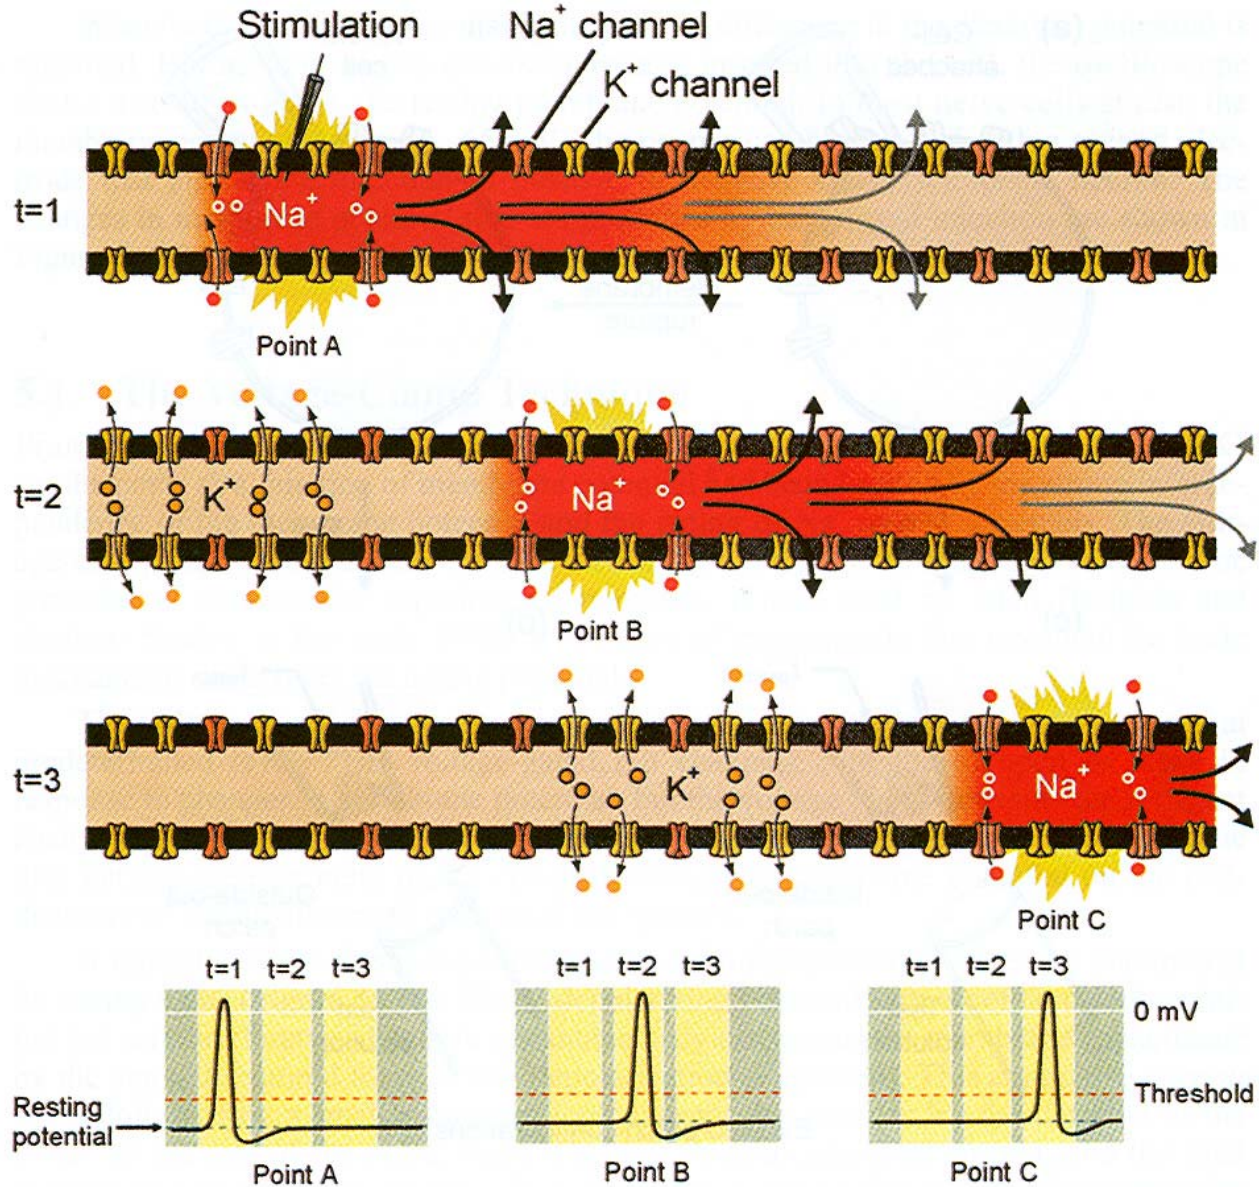 Stimulation
Na+ channel
K+ channel
t=1
Na+
Point A
t=2
K+
Na+
Point B
t=3
K+
Na+
Point C
t=1 t=2 t=3
t=1 t=2 t=3
t=1 t=2 t=3
0 mV
Threshold
Resting
potential
Point A
Point B
Point C